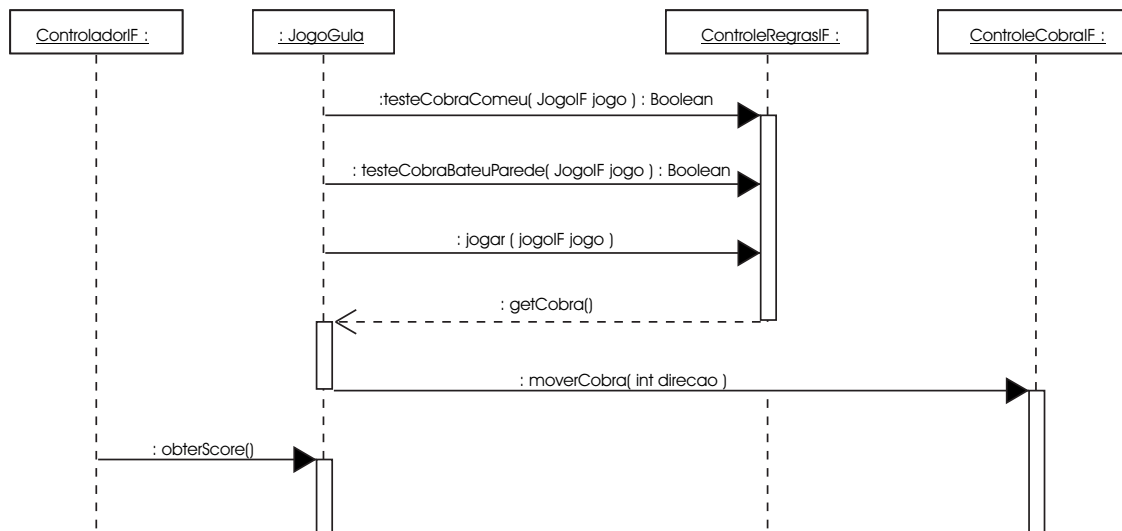 ControladorIF :
: JogoGula
ControleRegrasIF :
ControleCobraIF :
:testeCobraComeu( JogoIF jogo ) : Boolean
: testeCobraBateuParede( JogoIF jogo ) : Boolean
: jogar ( jogoIF jogo )
: getCobra()
: moverCobra( int direcao )
: obterScore()